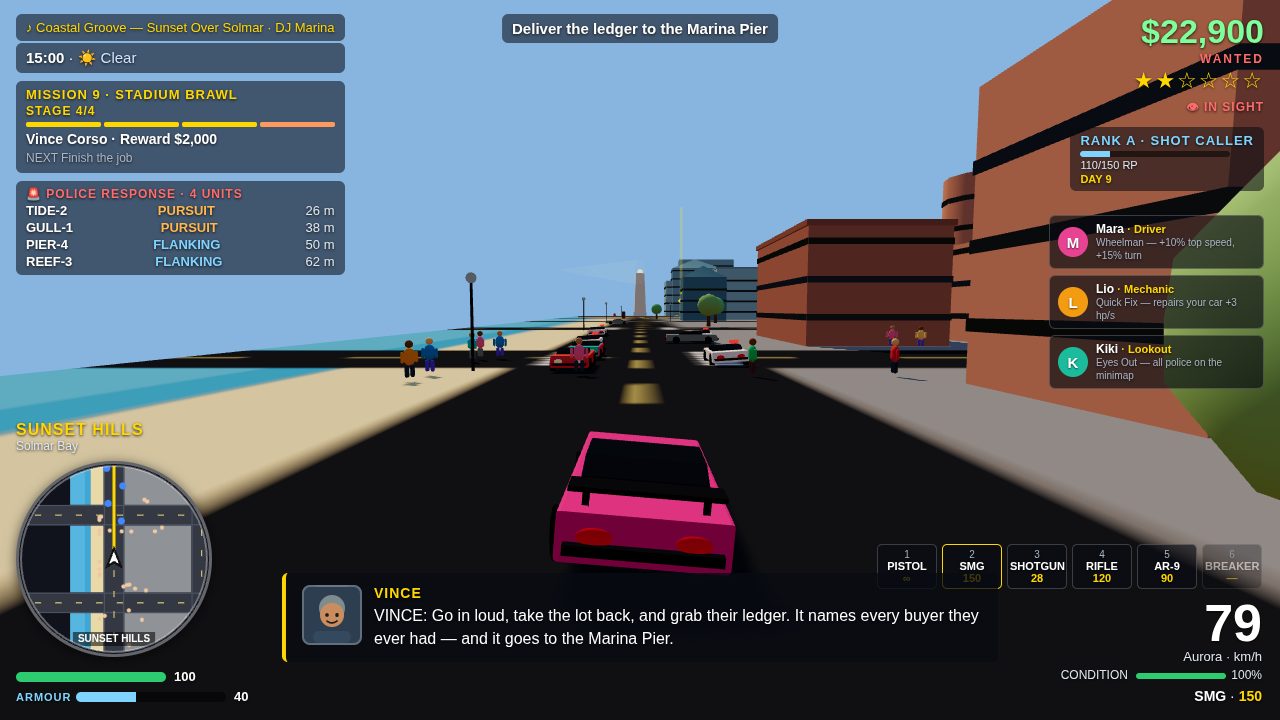 ♪ Coastal Groove — Sunset Over Solmar · DJ Marina
15:00 · ☀️ Clear
MISSION 9 · STADIUM BRAWL
STAGE 4/4
Vince Corso · Reward $2,000
NEXT Finish the job
🚨 POLICE RESPONSE · 4 UNITS
TIDE-2 PURSUIT 26 m
GULL-1 PURSUIT 38 m
PIER-4 FLANKING 50 m
REEF-3 FLANKING 62 m
Deliver the ledger to the Marina Pier
$22,900
WANTED
★★☆☆☆☆
👁 IN SIGHT
RANK A · SHOT CALLER
110/150 RP
DAY 9
M
Mara · Driver
Wheelman — +10% top speed,
+15% turn
L
Lio · Mechanic
Quick Fix — repairs your car +3
hp/s
K
Kiki · Lookout
Eyes Out — all police on the
minimap
SUNSET HILLS
Solmar Bay
SUNSET HILLS
100
ARMOUR 40
VINCE
VINCE: Go in loud, take the lot back, and grab their ledger. It names every buyer they
ever had — and it goes to the Marina Pier.
1 2 3 4 5 6
PISTOL SMG SHOTGUN RIFLE AR-9 BREAKER
∞ 150 28 120 90 —
79
Aurora · km/h
CONDITION 100%
SMG · 150